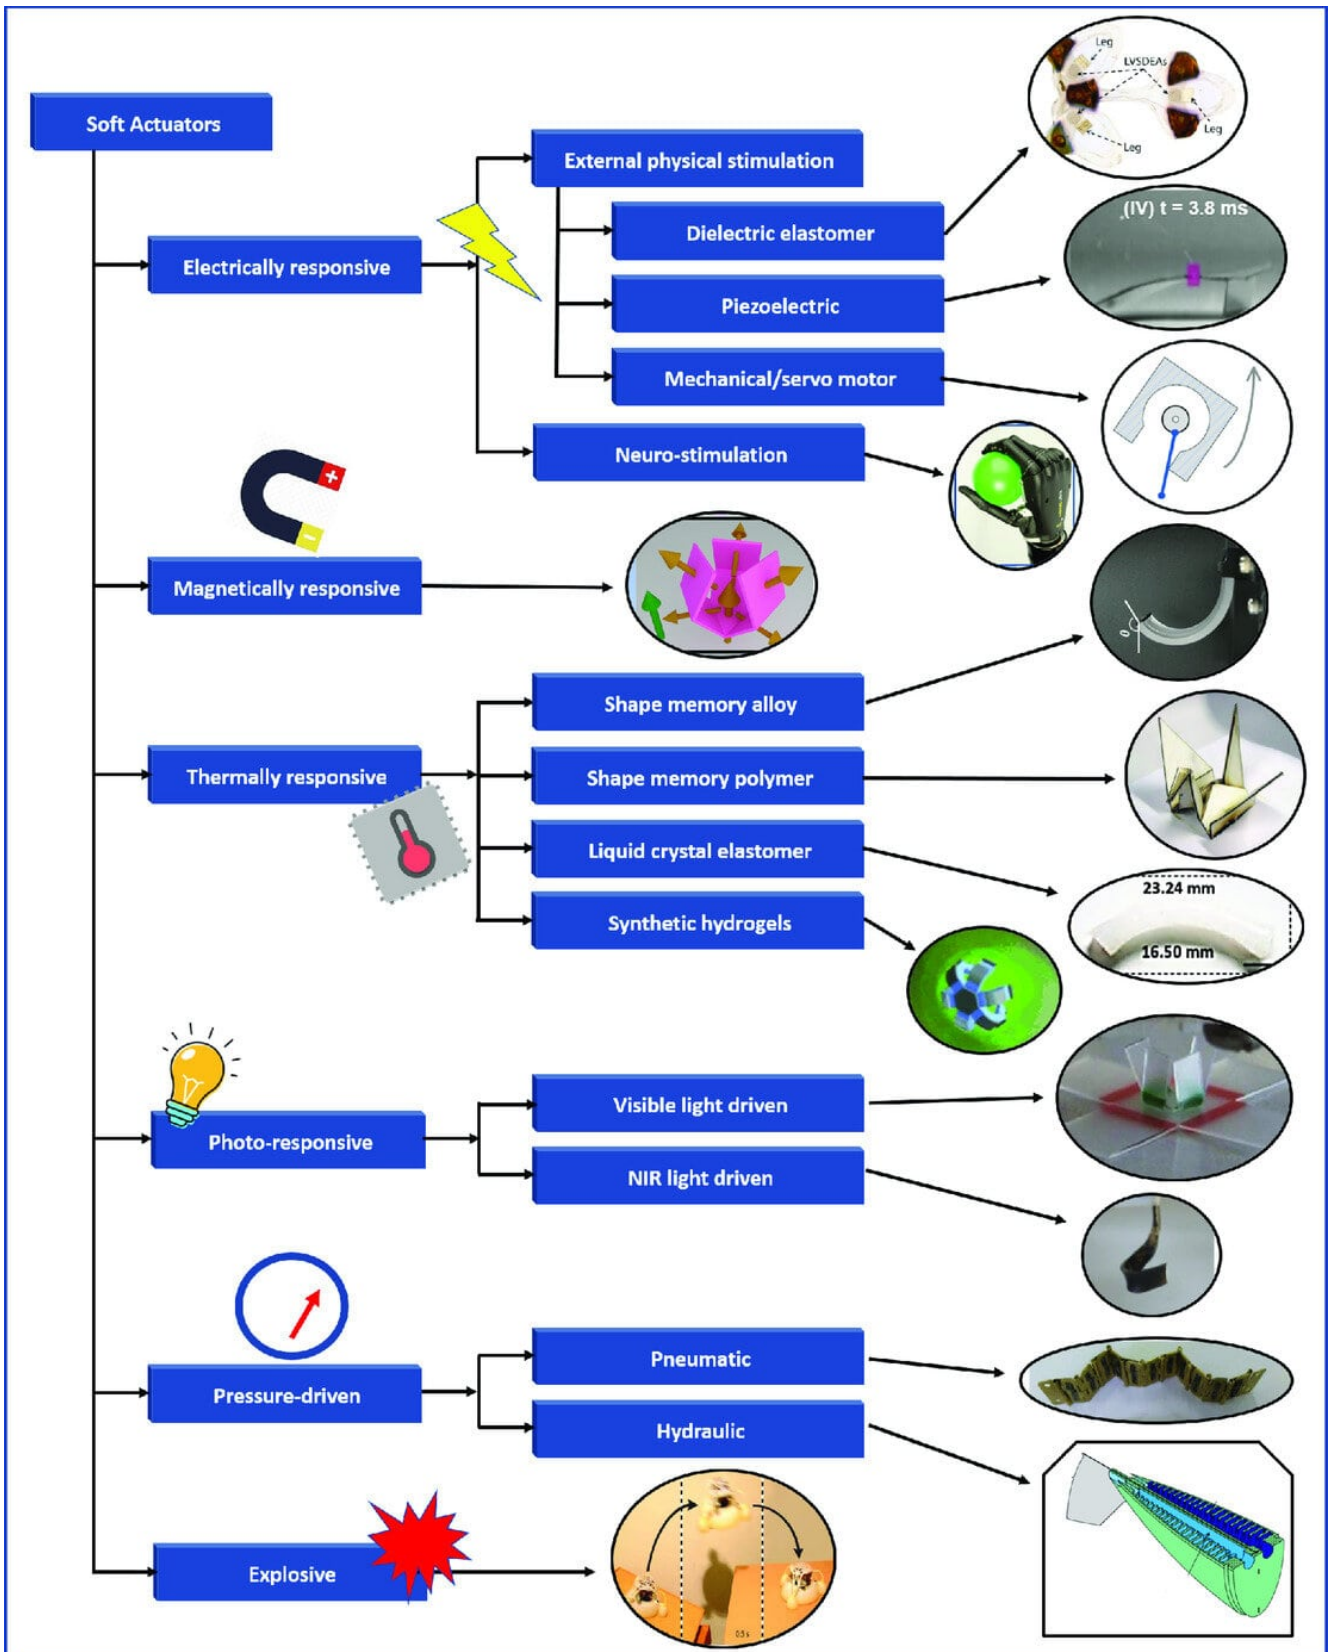 Soft Actuators
Electrically responsive
External physical stimulation
Dielectric elastomer
Leg
LVSDEAs
Leg
Leg
Piezoelectric
(IV) t = 3.8 ms
Mechanical/servo motor
Neuro-stimulation
+
-
Magnetically responsive
Thermally responsive
Shape memory alloy
θ
Shape memory polymer
Liquid crystal elastomer
23.24 mm
16.50 mm
Synthetic hydrogels
Photo-responsive
Visible light driven
NIR light driven
Pressure-driven
Pneumatic
Hydraulic
Explosive
0.5 s